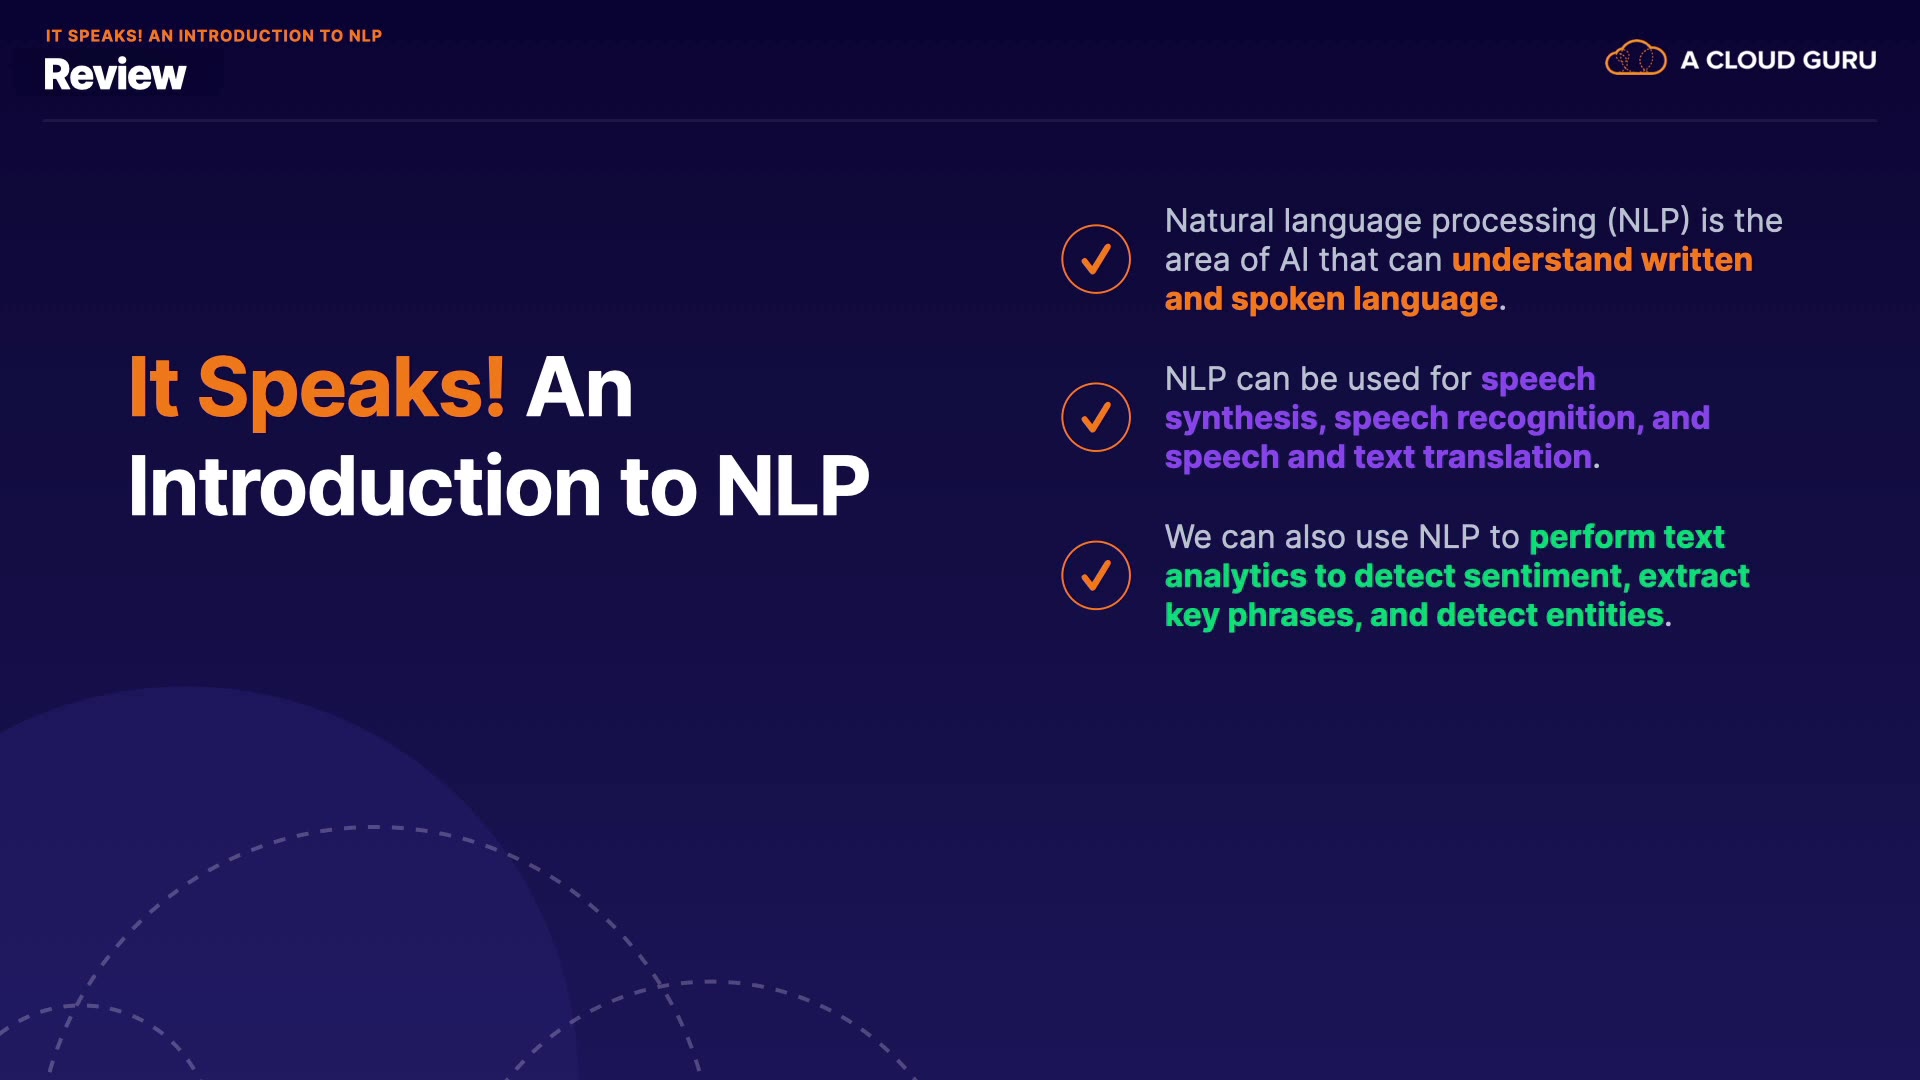 IT SPEAKS! AN INTRODUCTION TO NLP
Review
A CLOUD GURU
It Speaks! An
Introduction to NLP
Natural language processing (NLP) is the
area of AI that can understand written
and spoken language.
NLP can be used for speech
synthesis, speech recognition, and
speech and text translation.
We can also use NLP to perform text
analytics to detect sentiment, extract
key phrases, and detect entities.